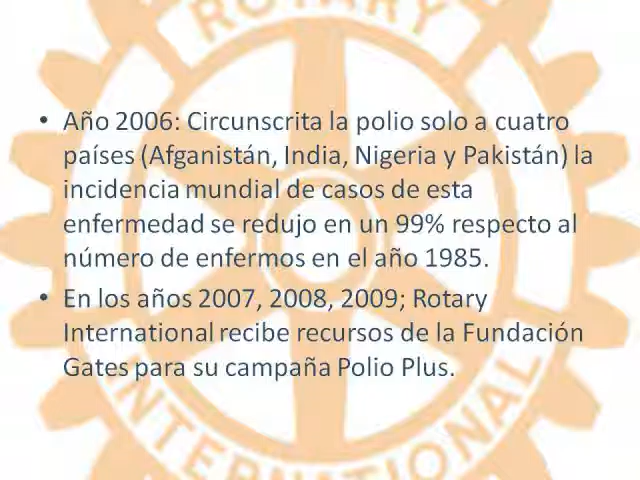 ROTARY
• Año 2006: Circunscrita la polio solo a cuatro
países (Afganistán, India, Nigeria y Pakistán) la
incidencia mundial de casos de esta
enfermedad se redujo en un 99% respecto al
número de enfermos en el año 1985.
• En los años 2007, 2008, 2009; Rotary
International recibe recursos de la Fundación
Gates para su campaña Polio Plus.
INTERNATIONAL